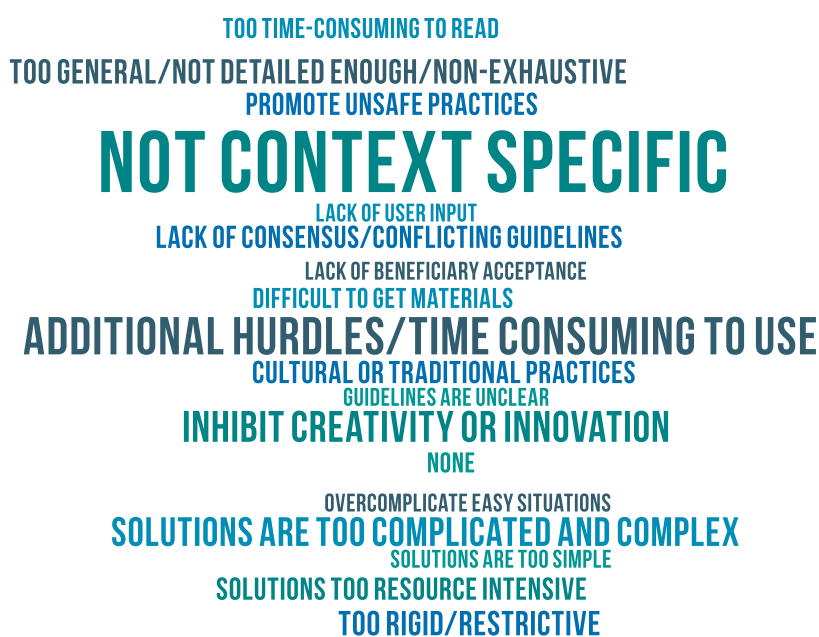 TOO TIME-CONSUMING TO READ
TOO GENERAL/NOT DETAILED ENOUGH/NON-EXHAUSTIVE
PROMOTE UNSAFE PRACTICES
NOT CONTEXT SPECIFIC
LACK OF USER INPUT
LACK OF CONSENSUS/CONFLICTING GUIDELINES
LACK OF BENEFICIARY ACCEPTANCE
DIFFICULT TO GET MATERIALS
ADDITIONAL HURDLES/TIME CONSUMING TO USE
CULTURAL OR TRADITIONAL PRACTICES
GUIDELINES ARE UNCLEAR
INHIBIT CREATIVITY OR INNOVATION
NONE
OVERCOMPLICATE EASY SITUATIONS
SOLUTIONS ARE TOO COMPLICATED AND COMPLEX
SOLUTIONS ARE TOO SIMPLE
SOLUTIONS TOO RESOURCE INTENSIVE
TOO RIGID/RESTRICTIVE